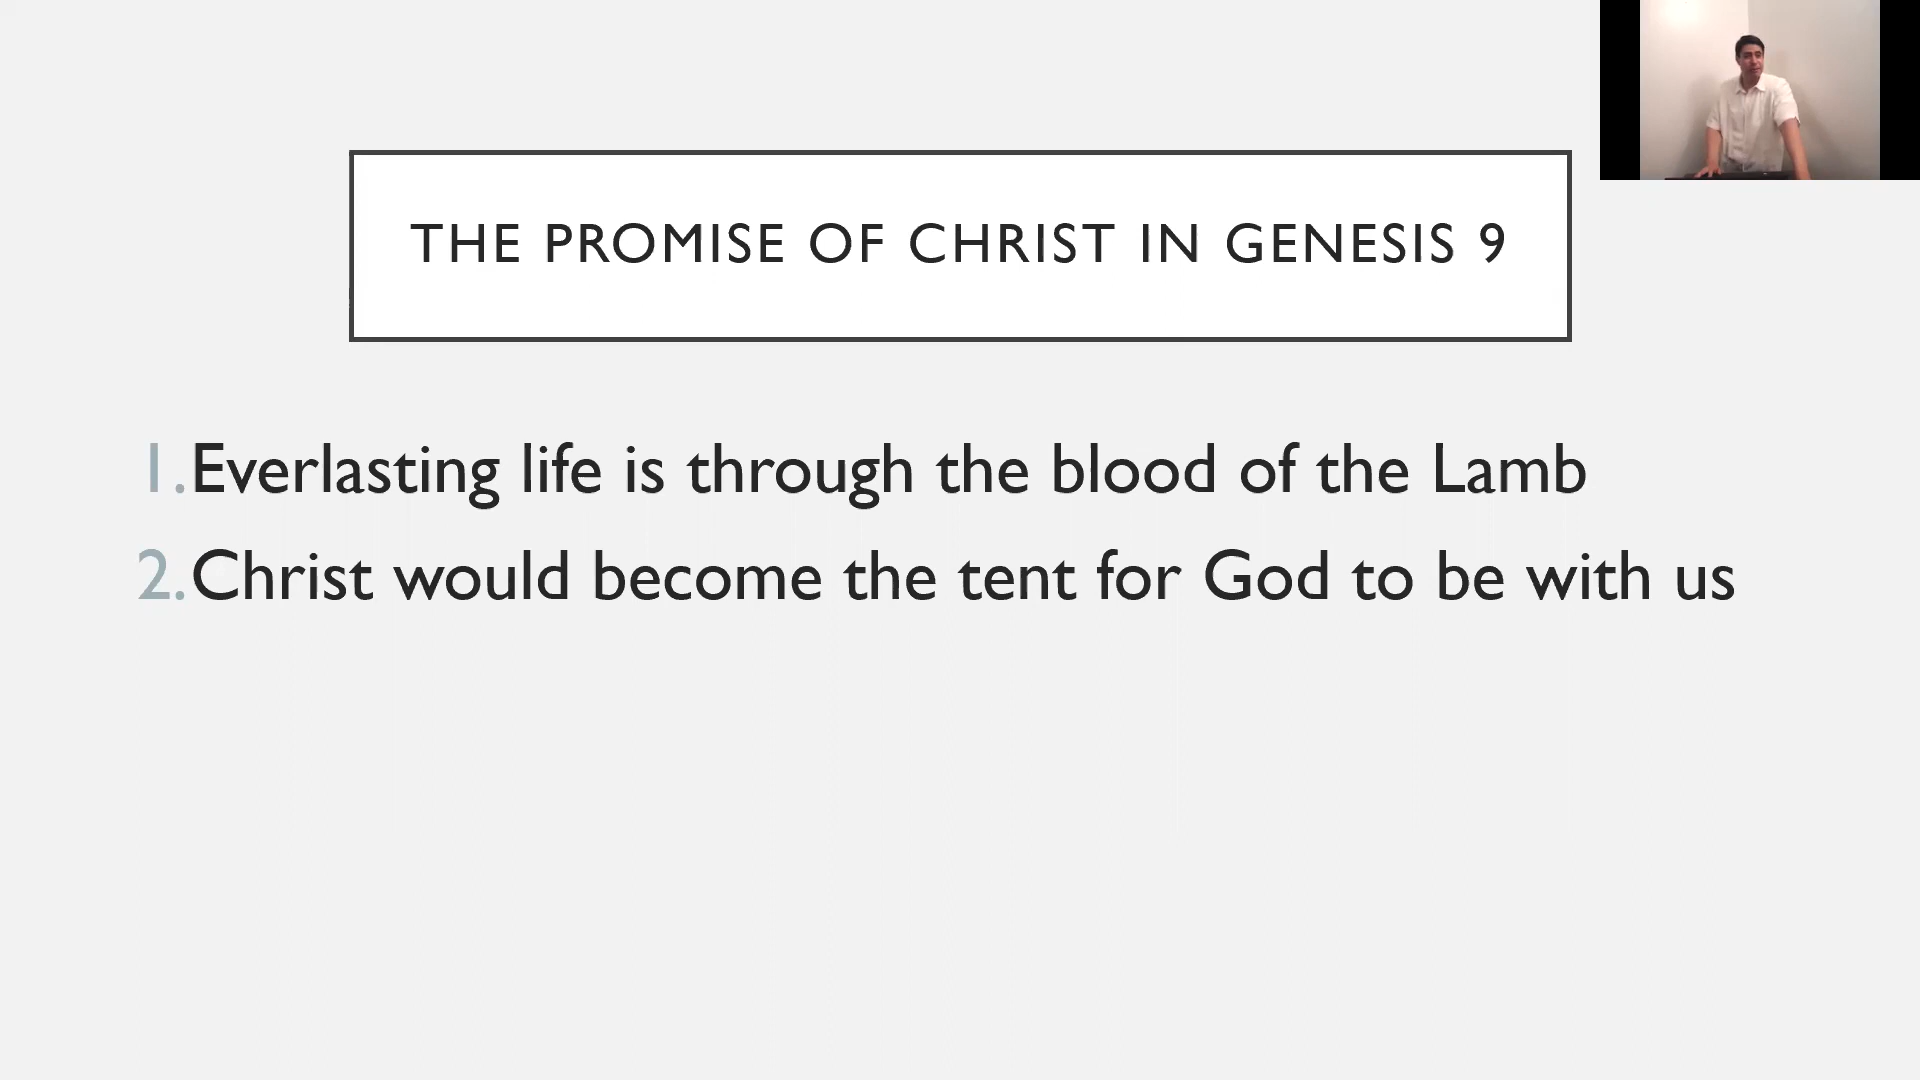 THE PROMISE OF CHRIST IN GENESIS 9
1. Everlasting life is through the blood of the Lamb
2. Christ would become the tent for God to be with us